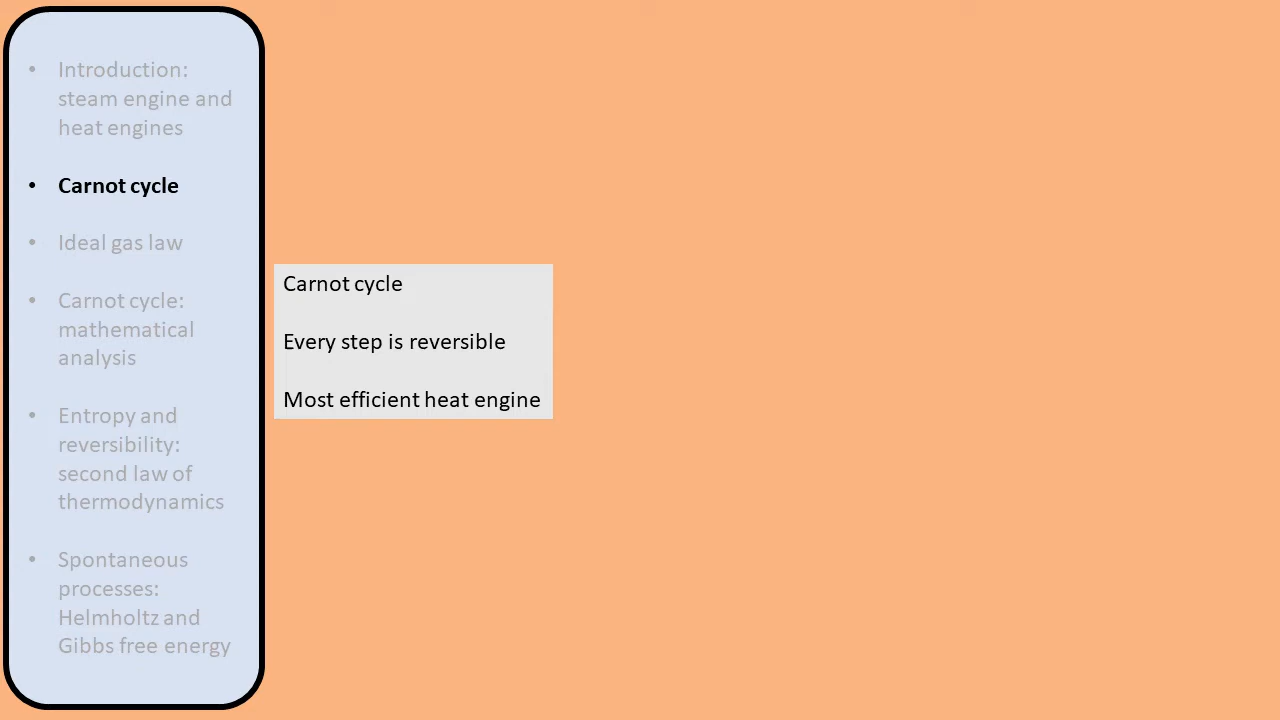 • Introduction:
steam engine and
heat engines
• Carnot cycle
• Ideal gas law
• Carnot cycle:
mathematical
analysis
• Entropy and
reversibility:
second law of
thermodynamics
• Spontaneous
processes:
Helmholtz and
Gibbs free energy
Carnot cycle
Every step is reversible
Most efficient heat engine